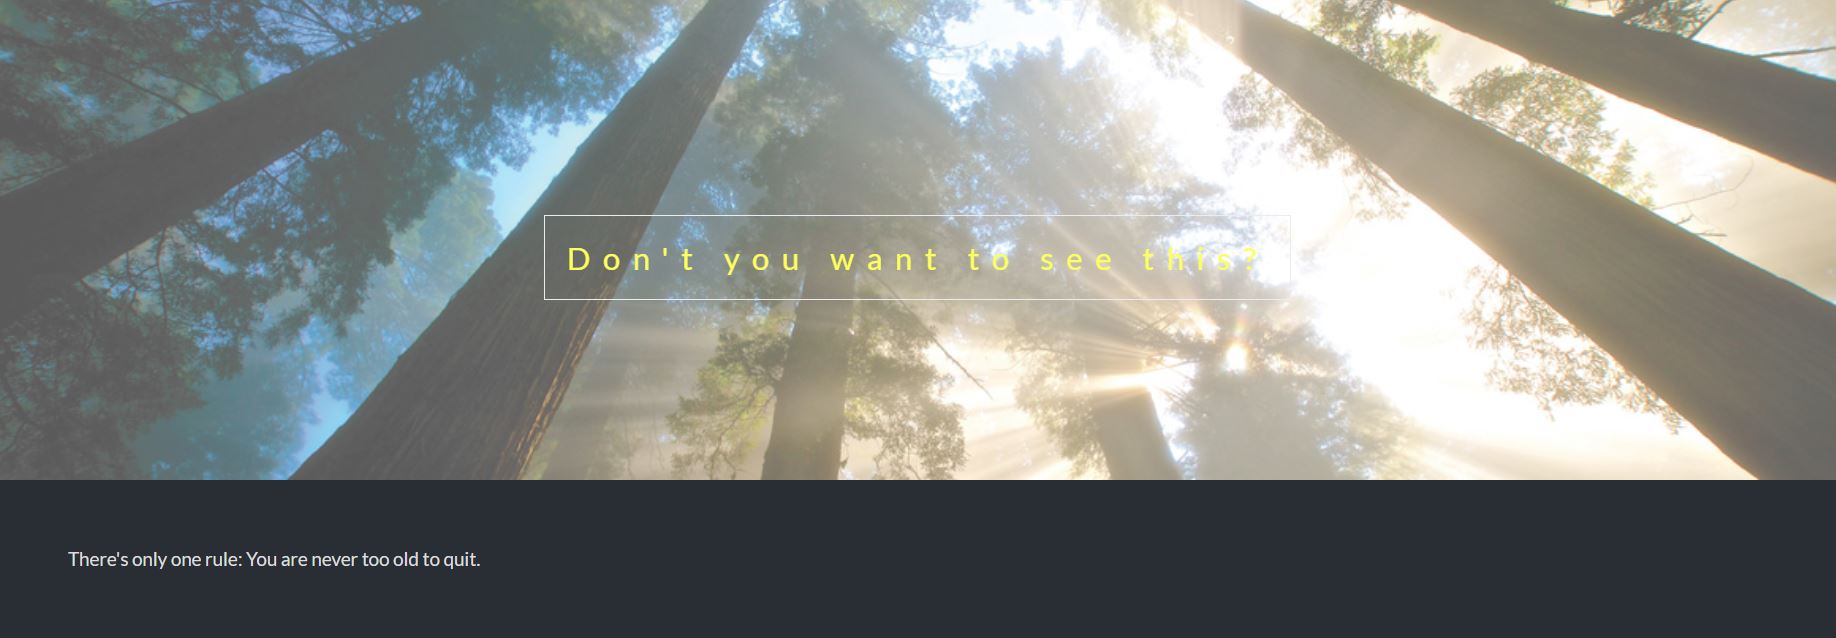 Don't you want to see this?
There's only one rule: You are never too old to quit.